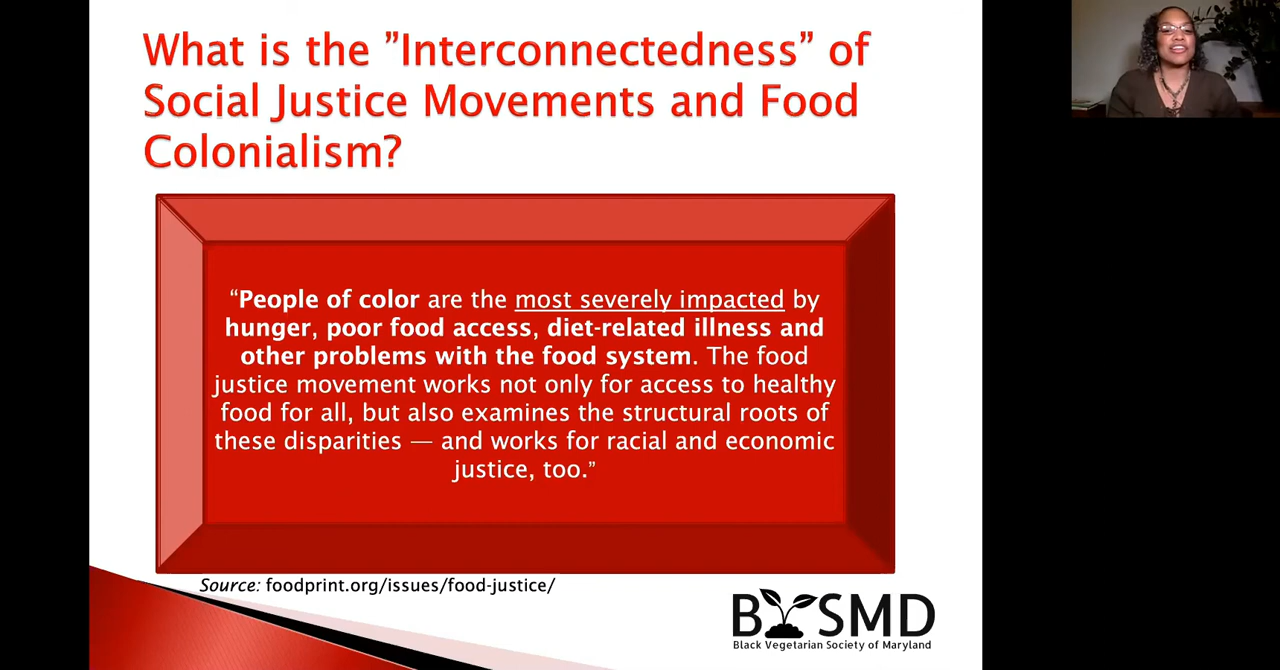 What is the ”Interconnectedness” of
Social Justice Movements and Food
Colonialism?
“People of color are the most severely impacted by
hunger, poor food access, diet-related illness and
other problems with the food system. The food
justice movement works not only for access to healthy
food for all, but also examines the structural roots of
these disparities — and works for racial and economic
justice, too.”
Source: foodprint.org/issues/food-justice/
BVSMD
Black Vegetarian Society of Maryland